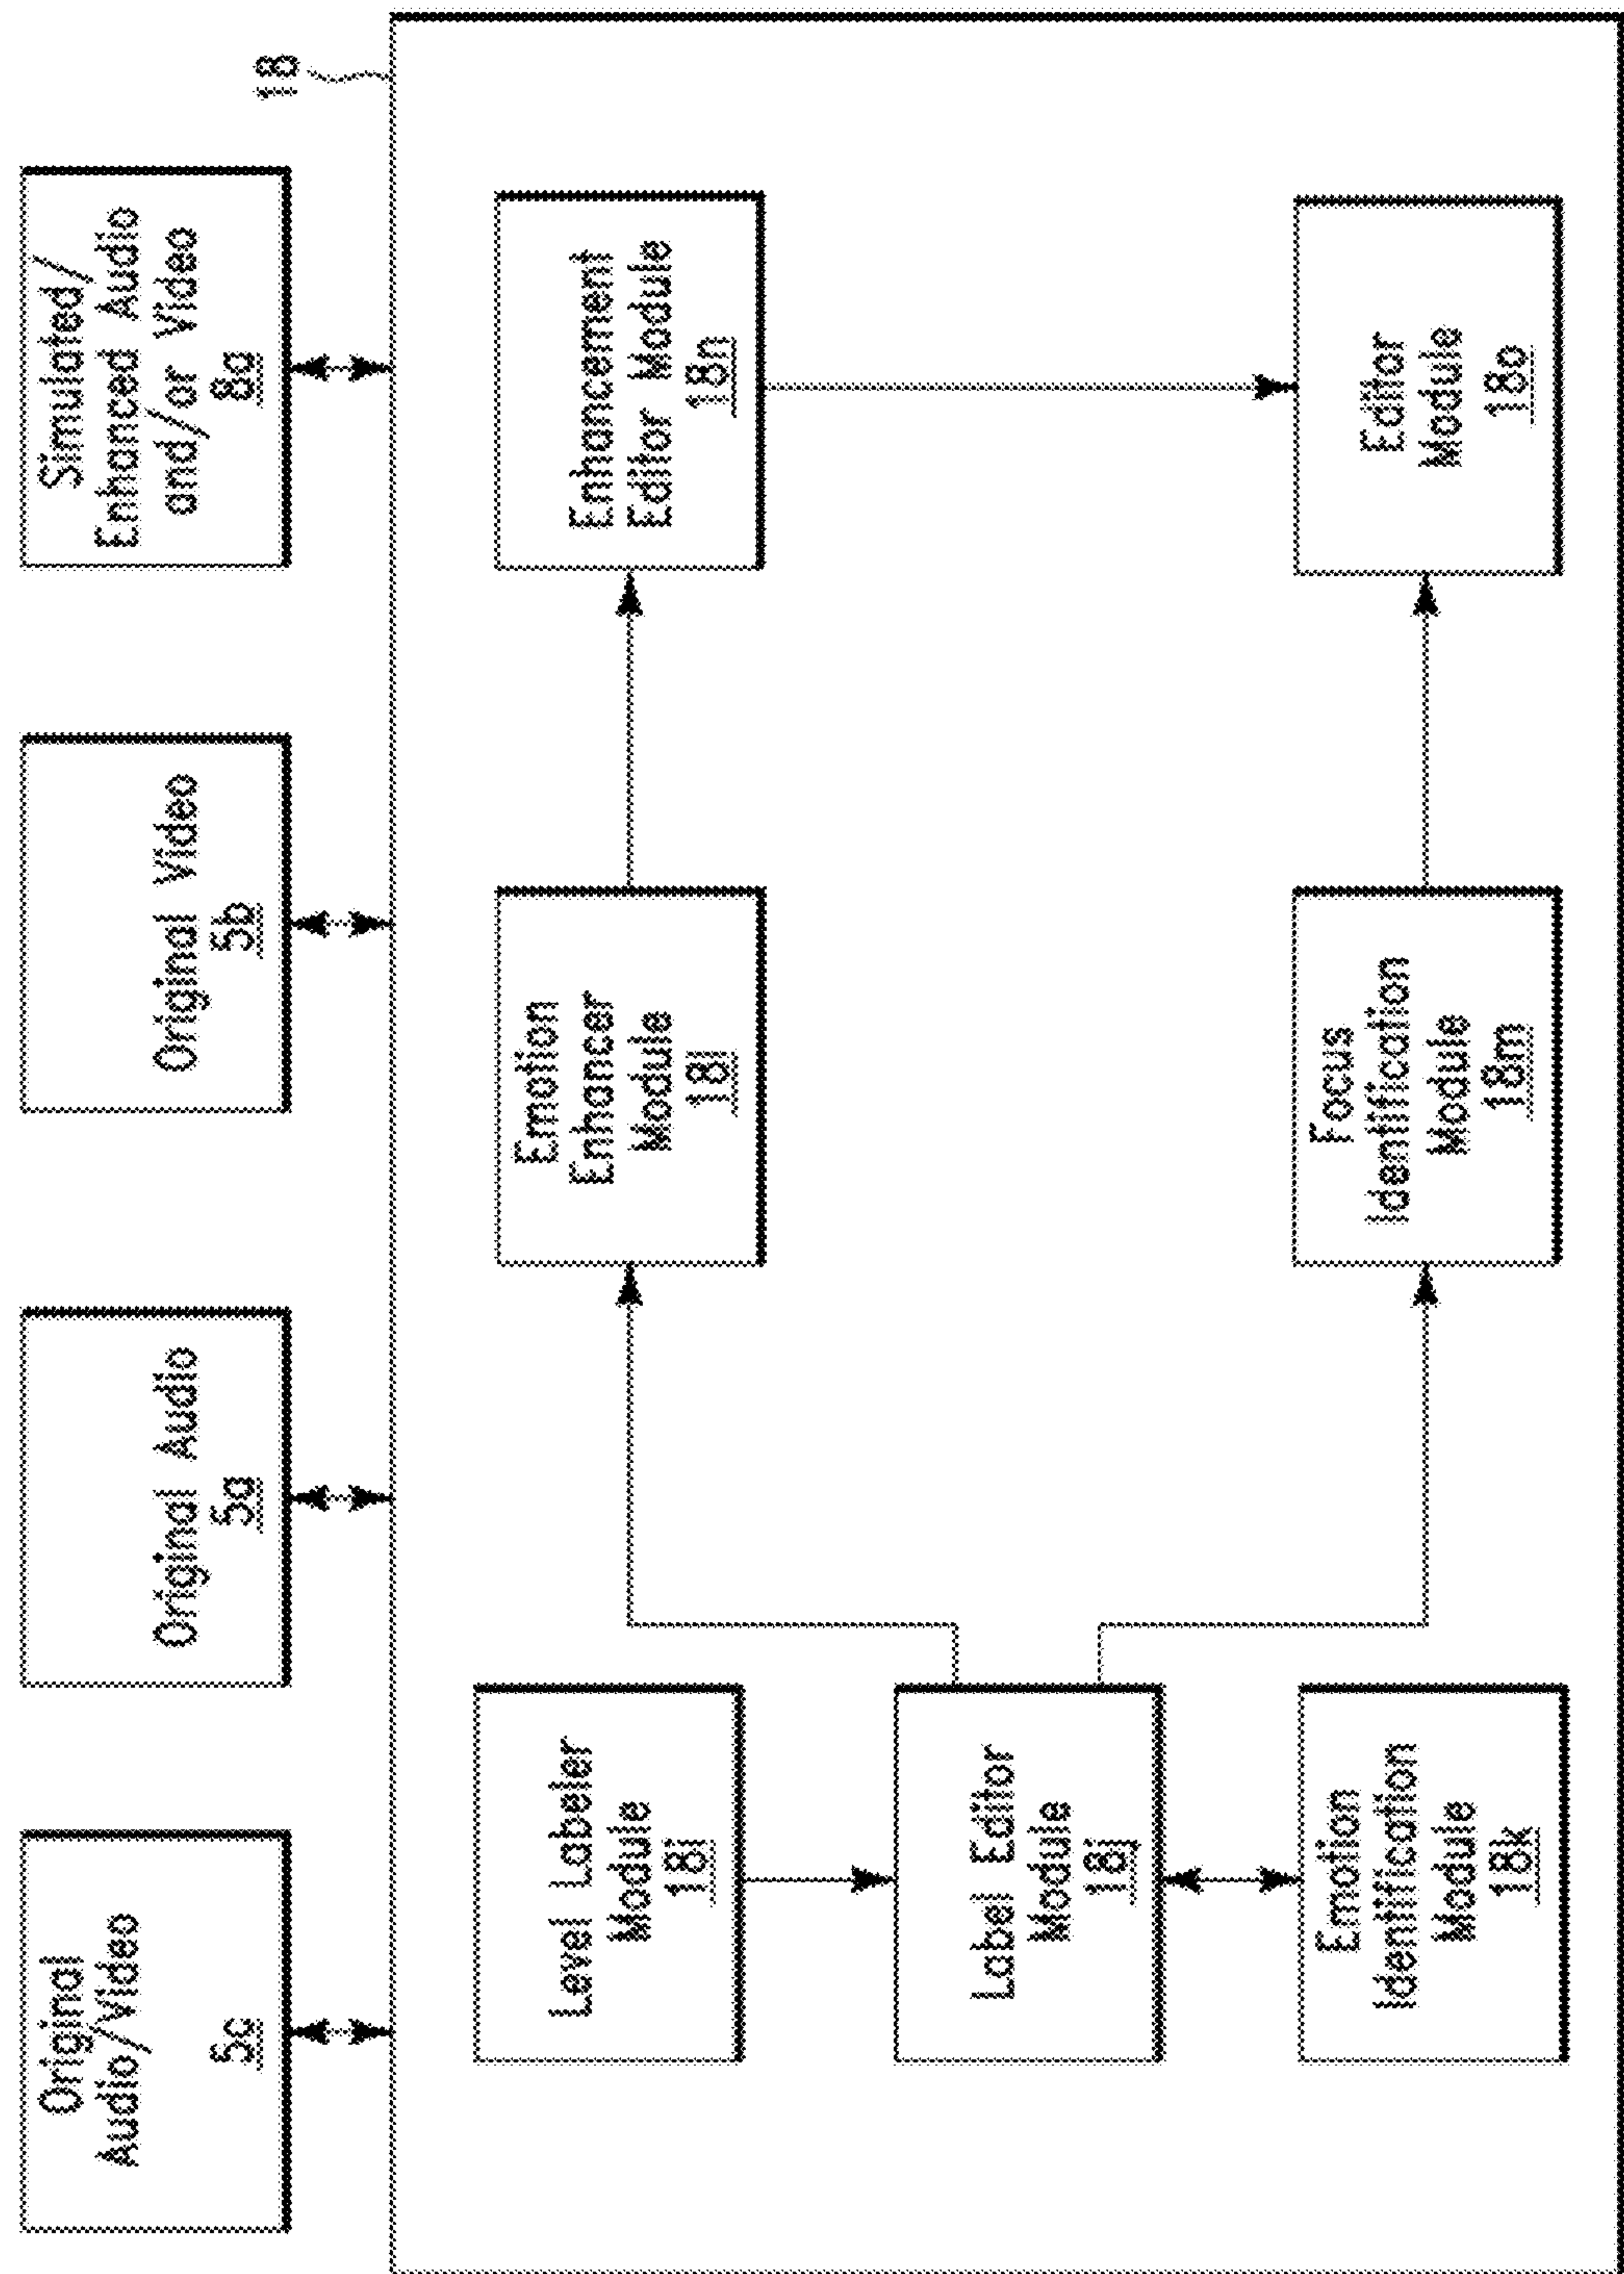 Original
Audio/Video
5c
Original Audio
5a
Original Video
5b
Simulated/
Enhanced Audio
and/or Video
8a
18
Level Labeler
Module
18i
Label Editor
Module
18j
Emotion
Identification
Module
18k
Emotion
Enhancer
Module
18l
Focus
Identification
Module
18m
Enhancement
Editor Module
18n
Editor
Module
18o